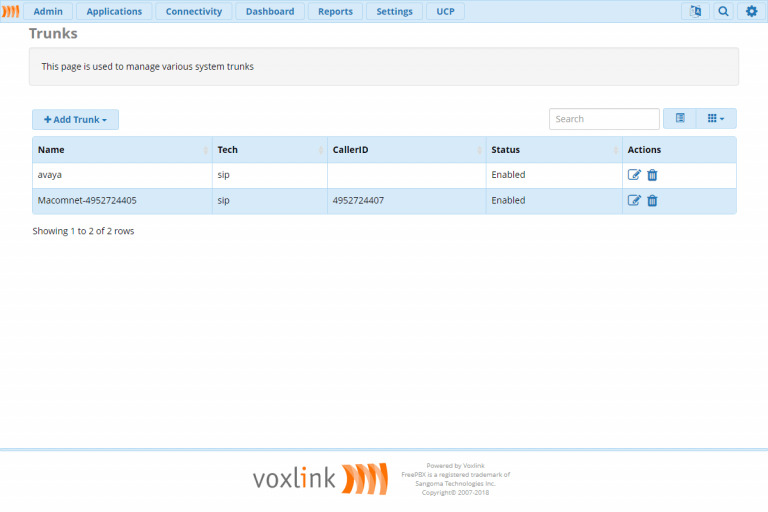 Admin Applications Connectivity Dashboard Reports Settings UCP
Trunks
This page is used to manage various system trunks
+ Add Trunk
Search
Name Tech CallerID Status Actions
avaya sip Enabled
Macomnet-4952724405 sip 4952724407 Enabled
Showing 1 to 2 of 2 rows
voxlink
Powered by Voxlink
FreePBX is a registered trademark of
Sangoma Technologies Inc.
Copyright© 2007-2018